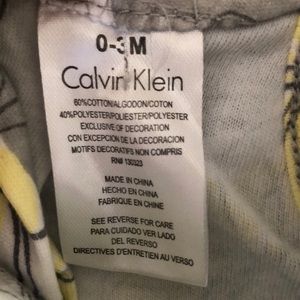 0-3M
Calvin Klein
60%COTTON/ALGODON/COTON
40%POLYESTER/POLIESTER/POLYESTER
EXCLUSIVE OF DECORATION
CON EXCEPCION DE LA DECORACION
MOTIFS DECORATIFS NON COMPRIS
RN# 130323
MADE IN CHINA
HECHO EN CHINA
FABRIQUE EN CHINE
SEE REVERSE FOR CARE
PARA CUIDADO VER LADO
DEL REVERSO
DIRECTIVES D'ENTRETIEN AU VERSO